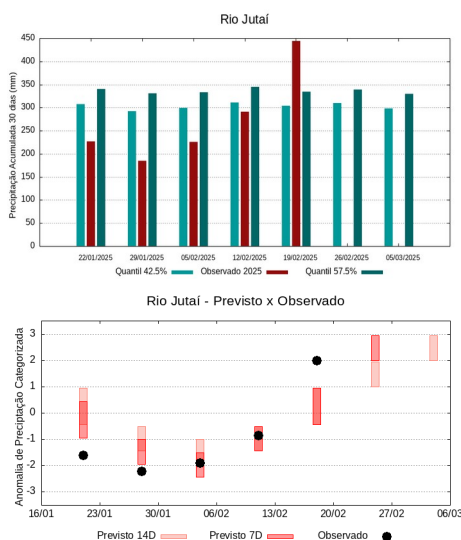 Rio Jutaí
Precipitação Acumulada 30 dias (mm)
450
400
350
300
250
200
150
100
50
0
22/01/2025 29/01/2025 05/02/2025 12/02/2025 19/02/2025 26/02/2025 05/03/2025
Quantil 42.5% Observado 2025 Quantil 57.5%
Rio Jutaí - Previsto x Observado
Anomalia de Preciptação Categorizada
3
2
1
0
-1
-2
-3
16/01 23/01 30/01 06/02 13/02 20/02 27/02 06/03
Previsto 14D Previsto 7D Observado